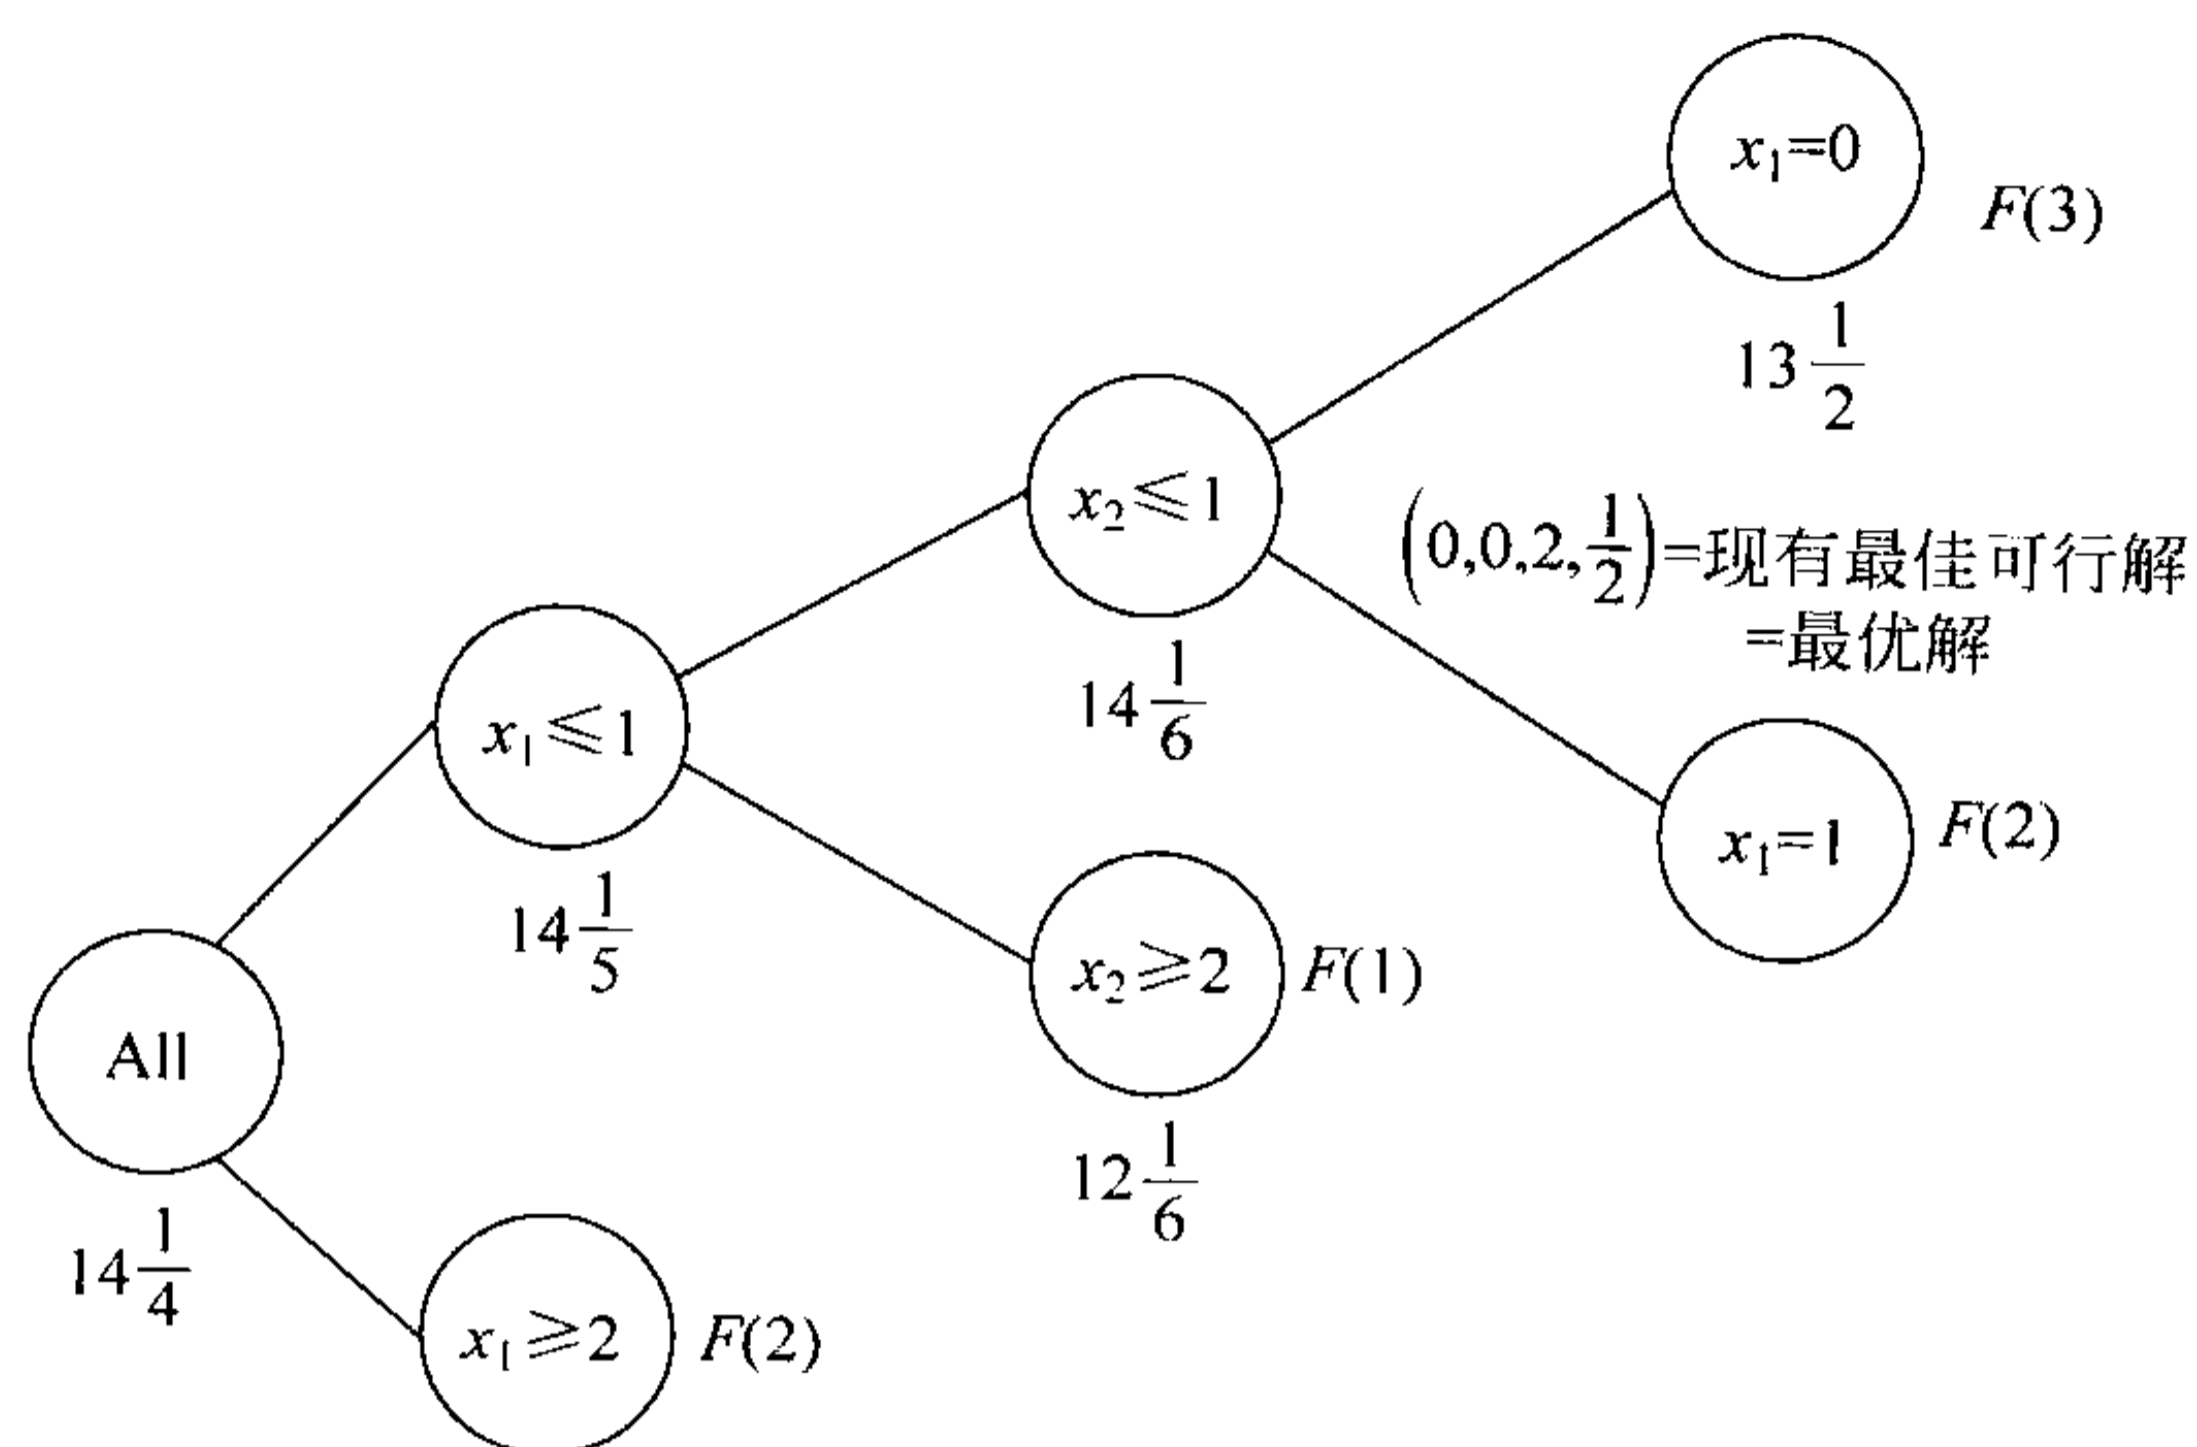 x₁=0
F(3)
13 1/2
x₂≤1
14 1/6
(0,0,2,1/2)=现有最佳可行解
=最优解
x₁≤1
14 1/5
x₁=1
F(2)
x₂≥2
F(1)
12 1/6
All
14 1/4
x₁≥2
F(2)